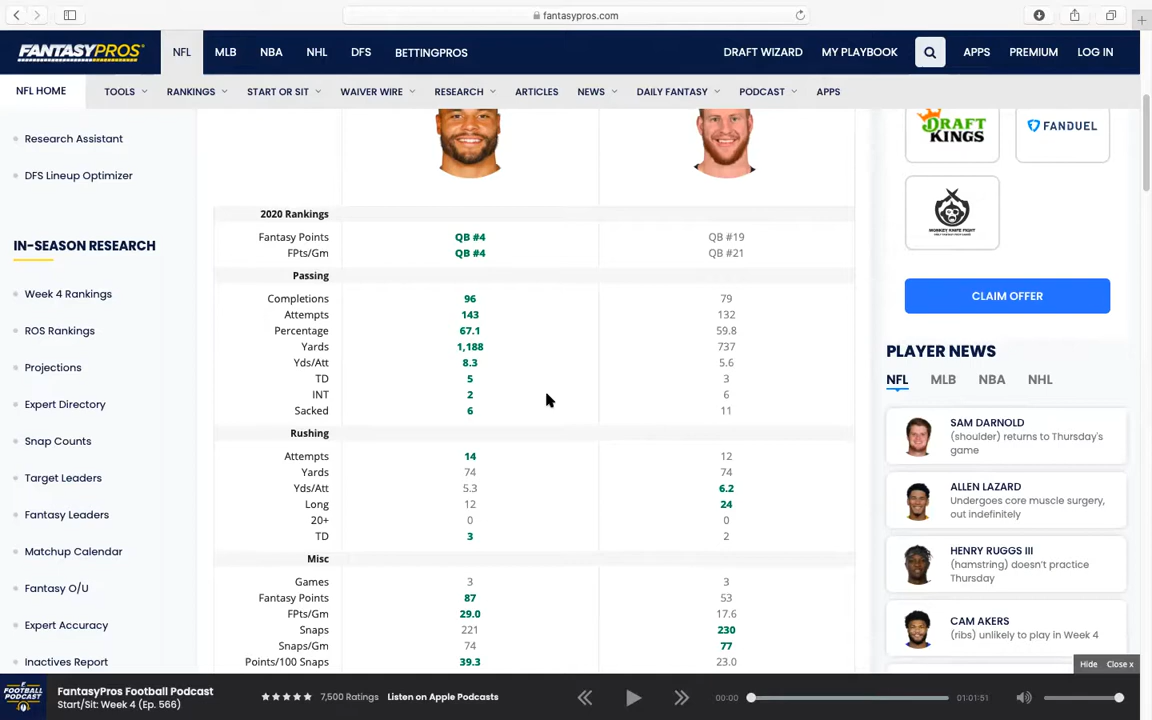 fantasypros.com
FANTASYPROS
NFL
MLB
NBA
NHL
DFS
BETTINGPROS
DRAFT WIZARD
MY PLAYBOOK
APPS
PREMIUM
LOG IN
NFL HOME
TOOLS
RANKINGS
START OR SIT
WAIVER WIRE
RESEARCH
ARTICLES
NEWS
DAILY FANTASY
PODCAST
APPS
Research Assistant
DFS Lineup Optimizer
IN-SEASON RESEARCH
Week 4 Rankings
ROS Rankings
Projections
Expert Directory
Snap Counts
Target Leaders
Fantasy Leaders
Matchup Calendar
Fantasy O/U
Expert Accuracy
Inactives Report
2020 Rankings
Fantasy Points QB #4 QB #19
FPts/Gm QB #4 QB #21
Passing
Completions 96 79
Attempts 143 132
Percentage 67.1 59.8
Yards 1,188 737
Yds/Att 8.3 5.6
TD 5 3
INT 2 6
Sacked 6 11
Rushing
Attempts 14 12
Yards 74 74
Yds/Att 5.3 6.2
Long 12 24
20+ 0 0
TD 3 2
Misc
Games 3 3
Fantasy Points 87 53
FPts/Gm 29.0 17.6
Snaps 221 230
Snaps/Gm 74 77
Points/100 Snaps 39.3 23.0
DRAFT
KINGS
FANDUEL
MONKEY KNIFE FIGHT
CLAIM OFFER
PLAYER NEWS
NFL
MLB
NBA
NHL
SAM DARNOLD
(shoulder) returns to Thursday's
game
ALLEN LAZARD
Undergoes core muscle surgery,
out indefinitely
HENRY RUGGS III
(hamstring) doesn't practice
Thursday
CAM AKERS
(ribs) unlikely to play in Week 4
Hide
Close x
FOOTBALL
PODCAST
FantasyPros Football Podcast
Start/Sit: Week 4 (Ep. 566)
7,500 Ratings
Listen on Apple Podcasts
00:00
01:01:51